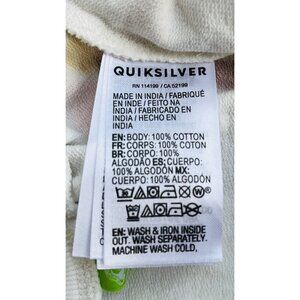 QUIKSILVER
RN 114199 / CA 52199
MADE IN INDIA / FABRIQUÉ
EN INDE / FEITO NA
INDIA / FABRICADO EN
INDIA / HECHO EN
INDIA
EN: BODY: 100% COTTON
FR: CORPS: 100% COTON
BR: CORPO: 100%
ALGODÃO ES: CUERPO:
100% ALGODÓN MX:
CUERPO: 100%
ALGODÓN
EN: WASH & IRON INSIDE
OUT. WASH SEPARATELY.
MACHINE WASH COLD,